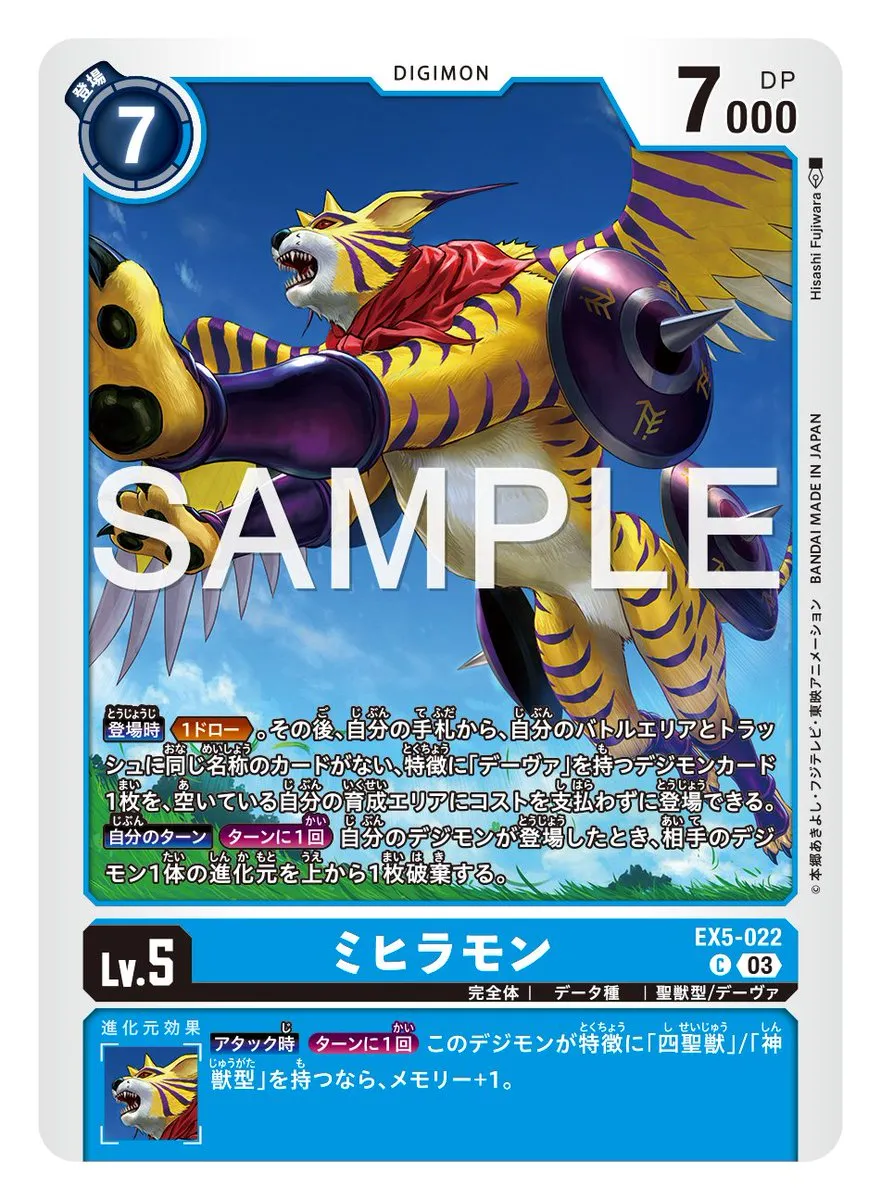 DIGIMON
登場
7
7000
DP
Hisashi Fujiwara
SAMPLE
登場時 1ドロー 。その後、自分の手札から、自分のバトルエリアとトラッ
シュに同じ名称のカードがない、特徴に「デーヴァ」を持つデジモンカード
1枚を、空いている自分の育成エリアにコストを支払わずに登場できる。
自分のターン ターンに1回 自分のデジモンが登場したとき、相手のデジ
モン1体の進化元を上から1枚破棄する。
©本郷あきよし・フジテレビ・東映アニメーション BANDAI MADE IN JAPAN
Lv.5
ミヒラモン
EX5-022
C 03
完全体 | データ種 | 聖獣型/デーヴァ
進化元効果
アタック時 ターンに1回 このデジモンが特徴に「四聖獣」/「神
獣型」を持つなら、メモリー+1。